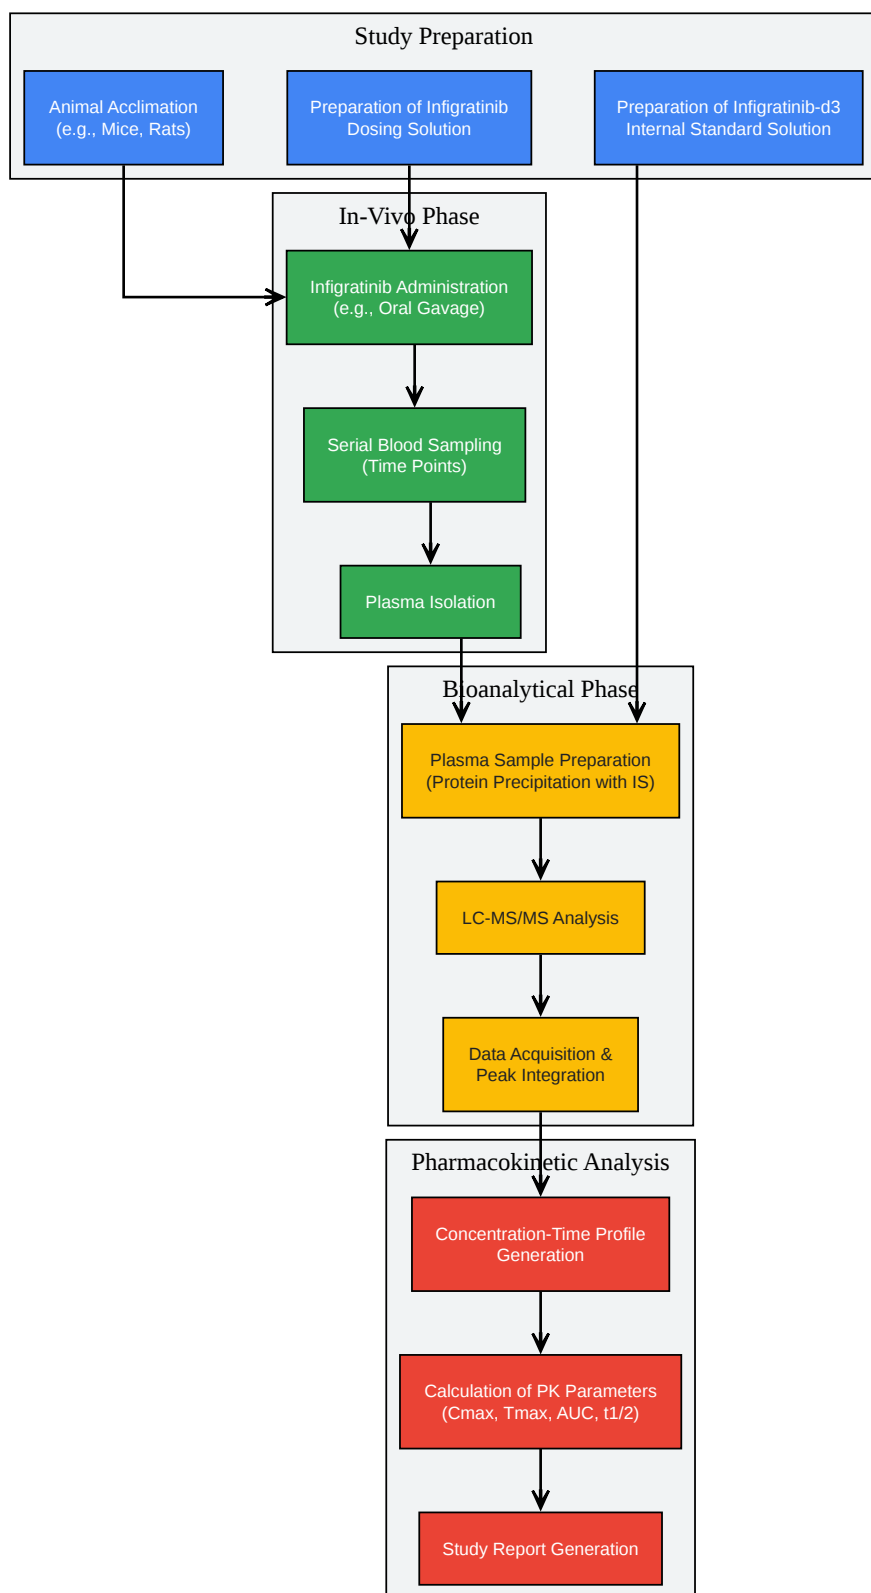 Study Preparation
Animal Acclimation
(e.g., Mice, Rats)
Preparation of Infigratinib
Dosing Solution
Preparation of Infigratinib-d3
Internal Standard Solution
In-Vivo Phase
Infigratinib Administration
(e.g., Oral Gavage)
Serial Blood Sampling
(Time Points)
Plasma Isolation
Bioanalytical Phase
Plasma Sample Preparation
(Protein Precipitation with IS)
LC-MS/MS Analysis
Data Acquisition &
Peak Integration
Pharmacokinetic Analysis
Concentration-Time Profile
Generation
Calculation of PK Parameters
(Cmax, Tmax, AUC, t1/2)
Study Report Generation